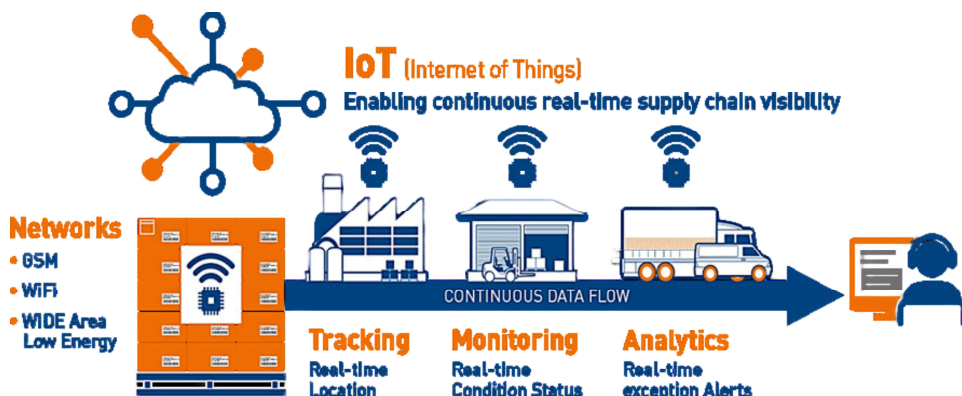 IoT (Internet of Things)
Enabling continuous real-time supply chain visibility
Networks
• GSM
• WiFi
• WIDE Area
Low Energy
CONTINUOUS DATA FLOW
Tracking
Real-time
Location
Monitoring
Real-time
Condition Status
Analytics
Real-time
exception Alerts